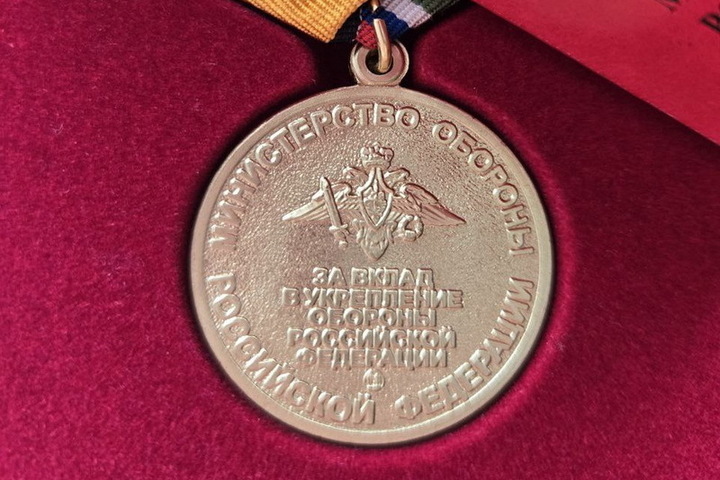 МИНИСТЕРСТВО ОБОРОНЫ
РОССИЙСКОЙ ФЕДЕРАЦИИ
ЗА ВКЛАД
В УКРЕПЛЕНИЕ
ОБОРОНЫ
РОССИЙСКОЙ
ФЕДЕРАЦИИ